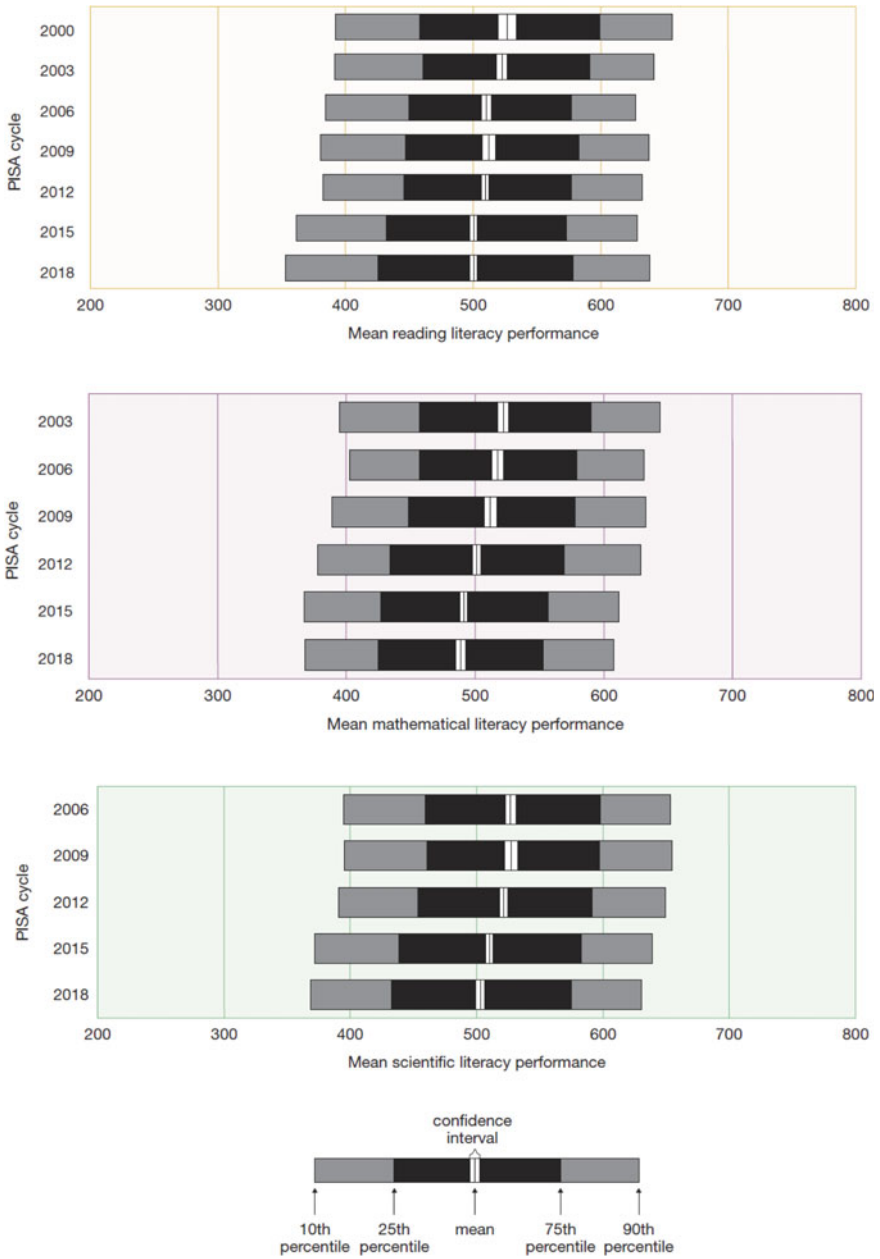 2000
2003
2006
2009
2012
2015
2018
PISA cycle
200 300 400 500 600 700 800
Mean reading literacy performance
2003
2006
2009
2012
2015
2018
PISA cycle
200 300 400 500 600 700 800
Mean mathematical literacy performance
2006
2009
2012
2015
2018
PISA cycle
200 300 400 500 600 700 800
Mean scientific literacy performance
confidence
interval
10th 25th mean 75th 90th
percentile percentile percentile percentile